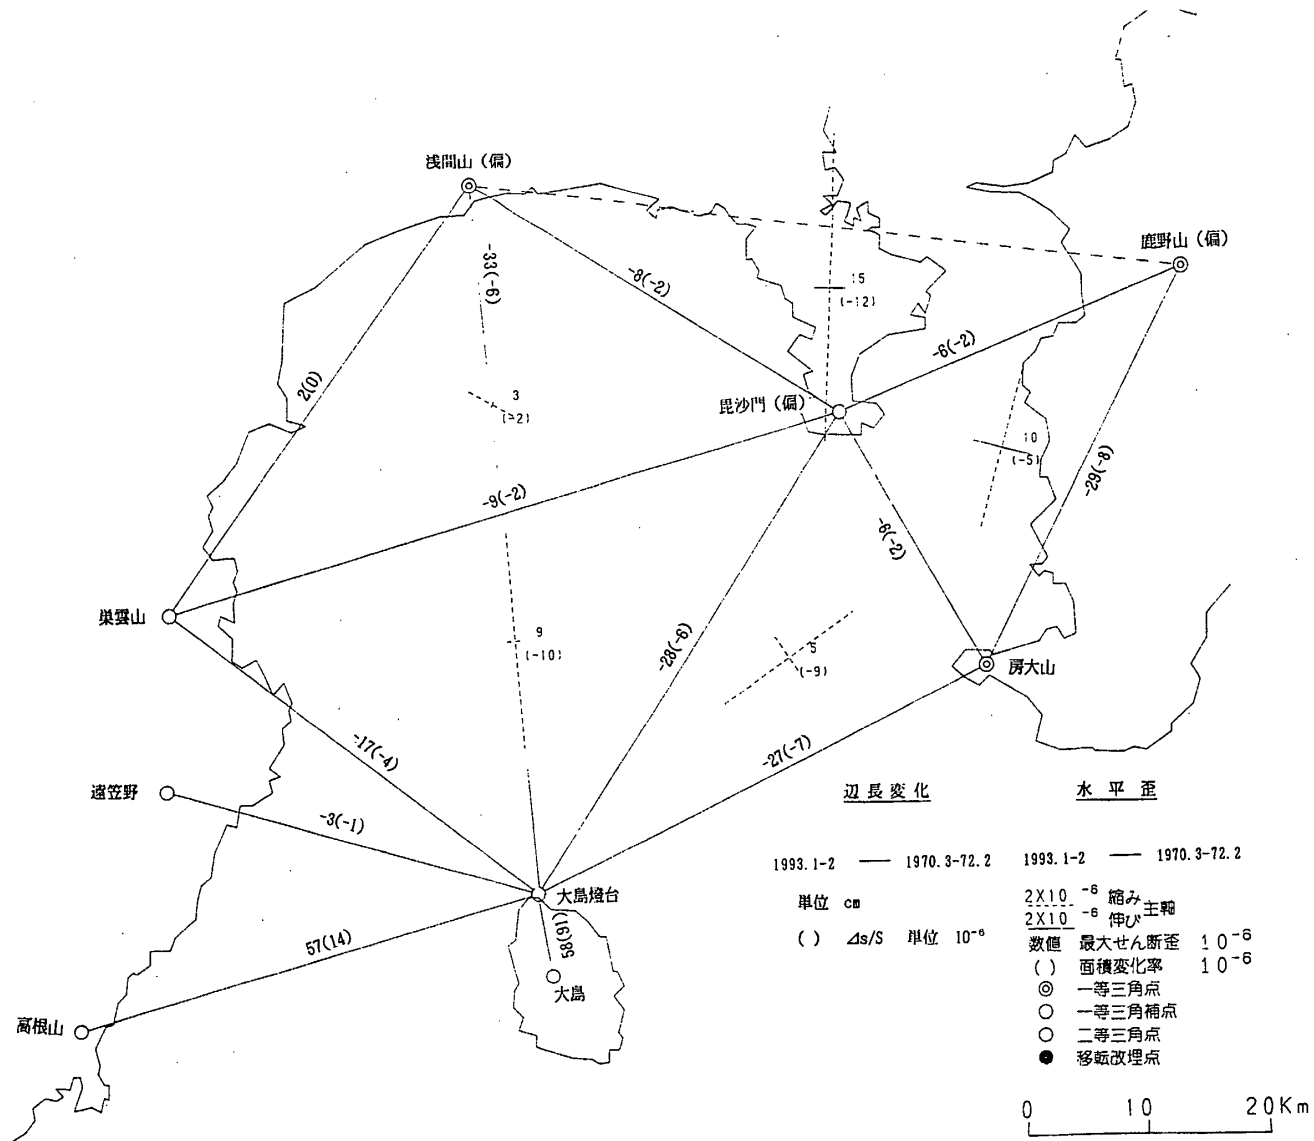 浅間山(偏)
鹿野山(偏)
-33(-6)
-8(-2)
15
(-12)
-6(-2)
2(0)
3
(-2)
毘沙門(偏)
10
(-5)
-29(-8)
-9(-2)
巣雲山
9
(-10)
-28(-6)
5
(-9)
房大山
-17(-4)
-27(-7)
遠笠野
-3(-1)
大島燈台
57(14)
大島
高根山
辺長変化
1993.1-2 ―― 1970.3-72.2
単位 cm
( ) Δs/S 単位 10⁻⁶
水平歪
1993.1-2 ―― 1970.3-72.2
2X10⁻⁶ 縮み
主軸
2X10⁻⁶ 伸び
数値 最大せん断歪 10⁻⁶
( ) 面積変化率 10⁻⁶
◎ 一等三角点
○ 一等三角補点
○ 二等三角点
● 移転改埋点
0 10 20Km